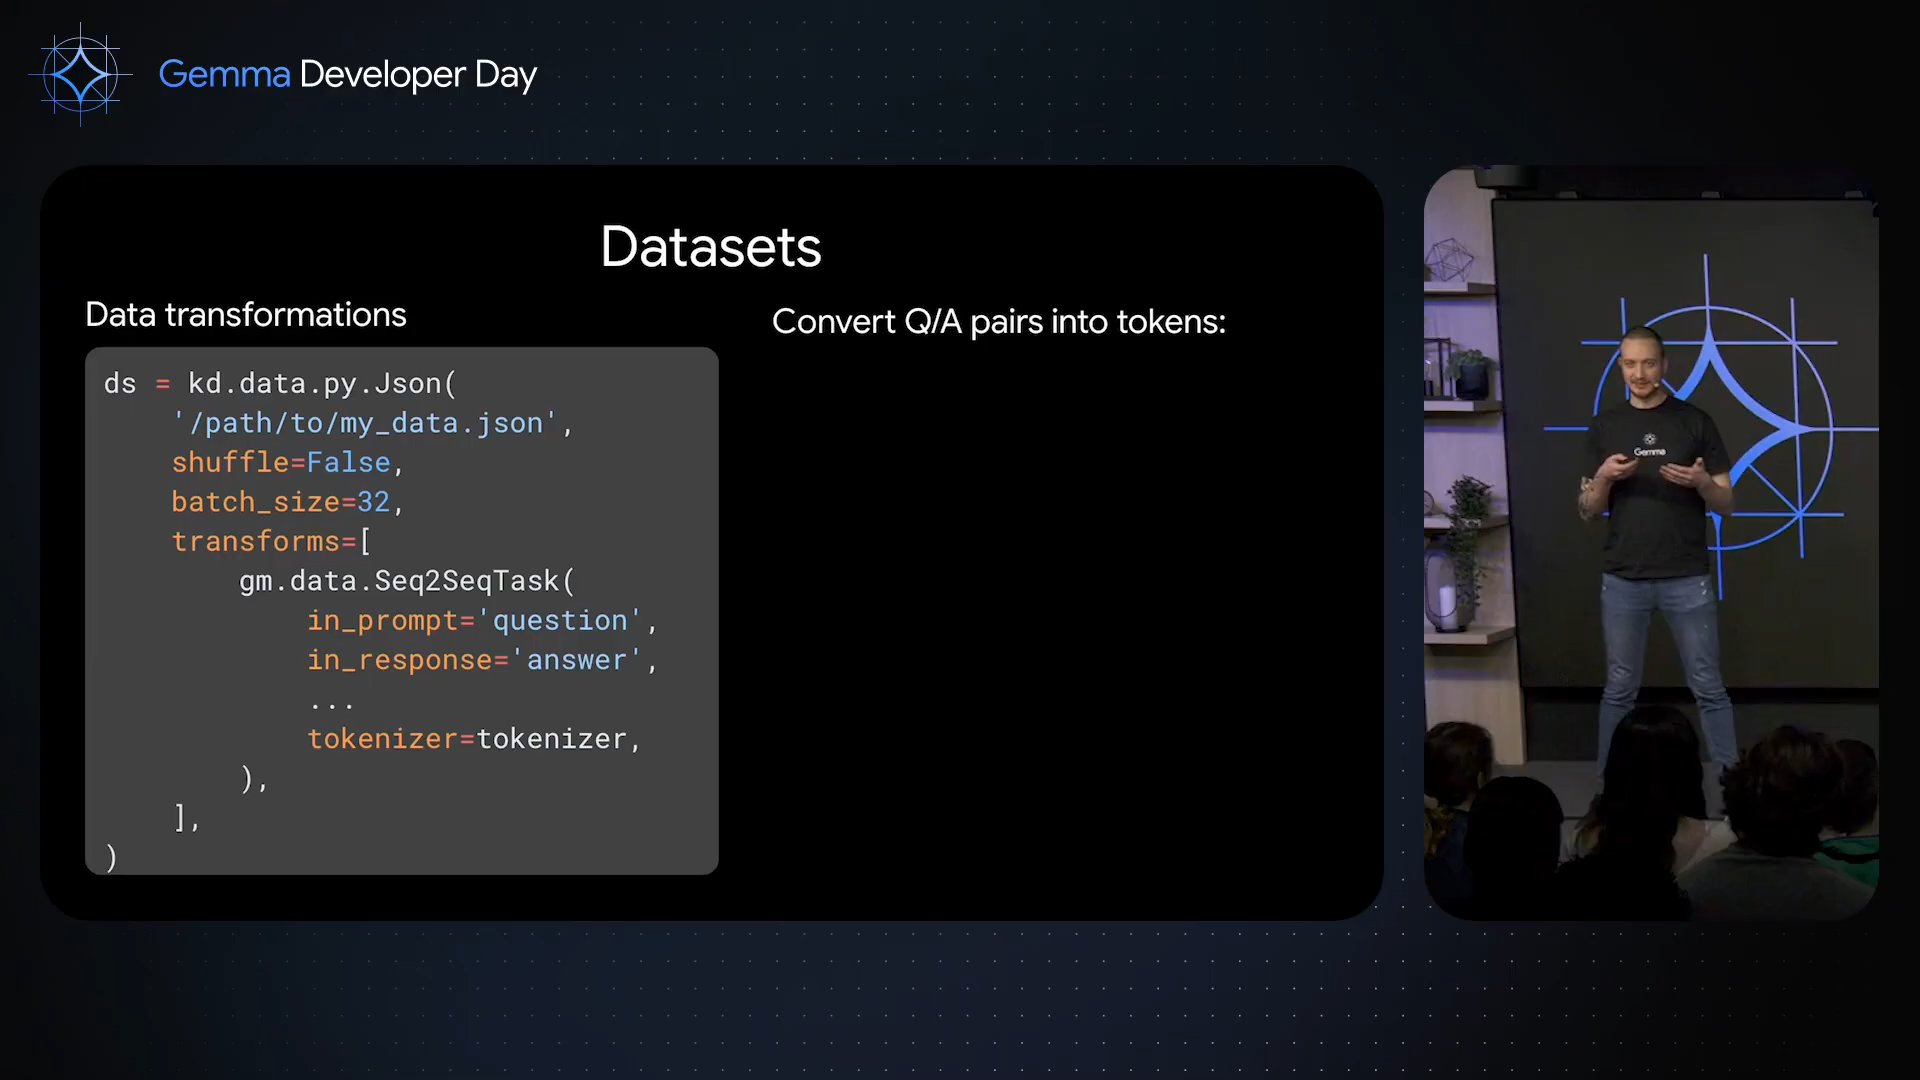 Gemma Developer Day
Datasets
Data transformations
ds = kd.data.py.Json(
    '/path/to/my_data.json',
    shuffle=False,
    batch_size=32,
    transforms=[
        gm.data.Seq2SeqTask(
            in_prompt='question',
            in_response='answer',
            ...
            tokenizer=tokenizer,
        ),
    ],
)
Convert Q/A pairs into tokens:
Gemma